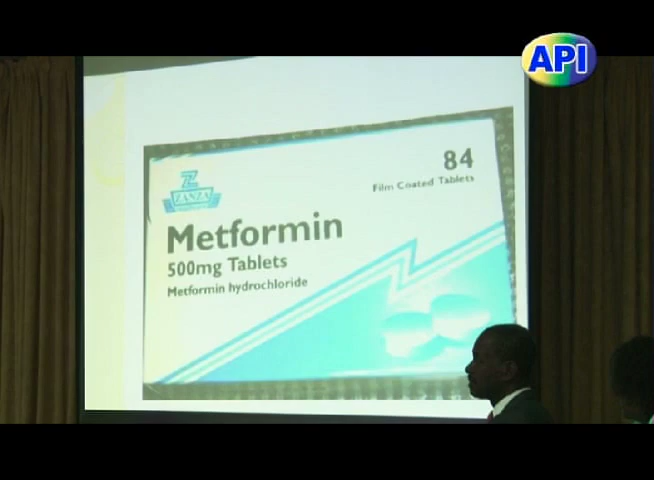 API
84
Film Coated Tablets
Z
ZANZA
Metformin
500mg Tablets
Metformin hydrochloride